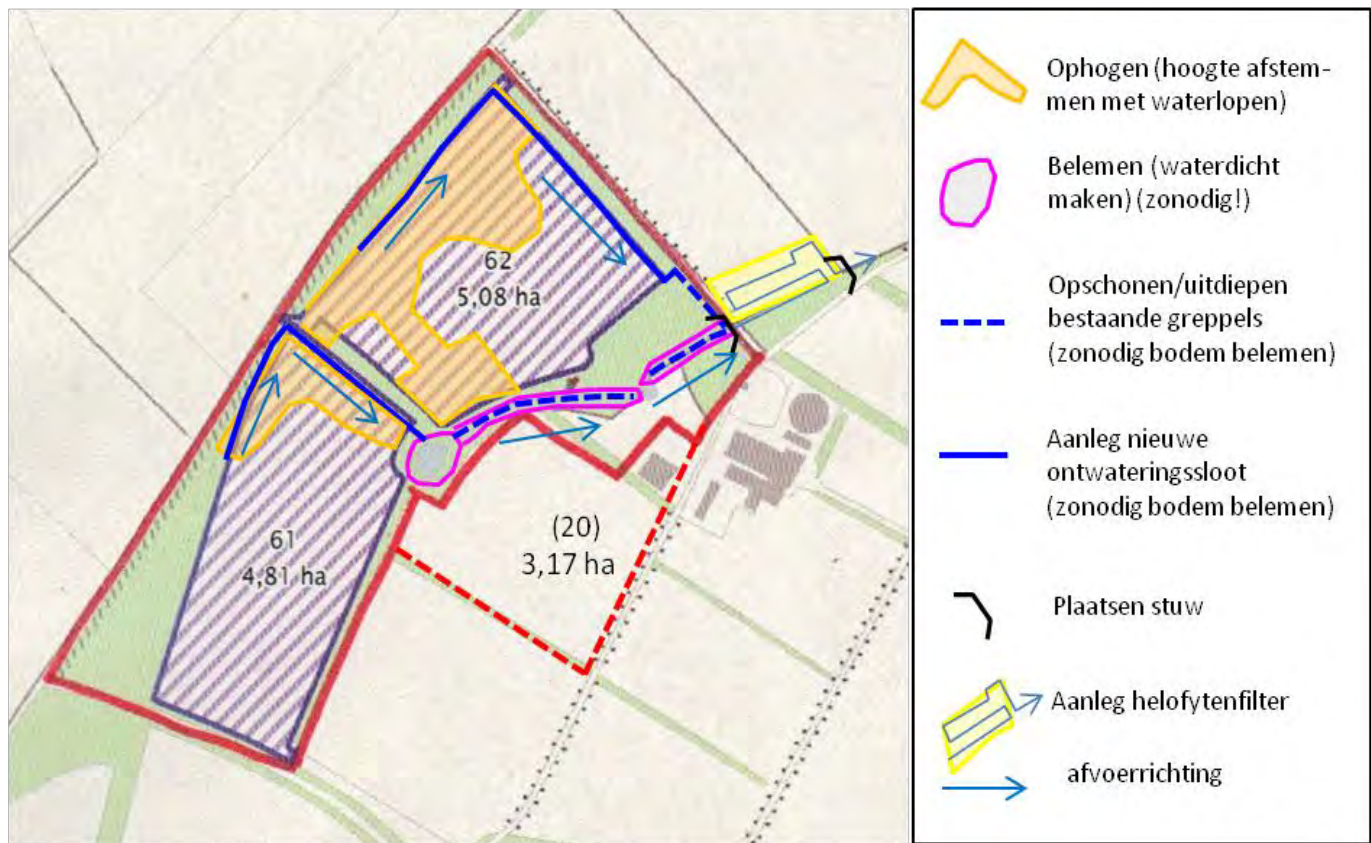 62
5,08 ha
61
4,81 ha
(20)
3,17 ha
Ophogen (hoogte afstem-
men met waterlopen)
Belemen (waterdicht
maken) (zonodig!)
Opschonen/uitdiepen
bestaande greppels
(zonodig bodem belemen)
Aanleg nieuwe
ontwateringssloot
(zonodig bodem belemen)
Plaatsen stuw
Aanleg helofytenfilter
afvoerrichting